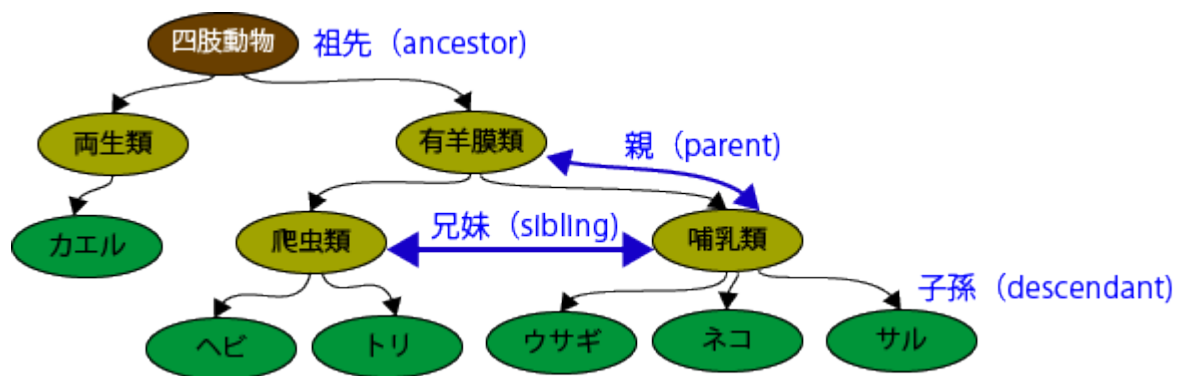 四肢動物
祖先（ancestor)
両生類
有羊膜類
親（parent)
カエル
爬虫類
兄妹（sibling)
哺乳類
子孫（descendant)
ヘビ
トリ
ウサギ
ネコ
サル